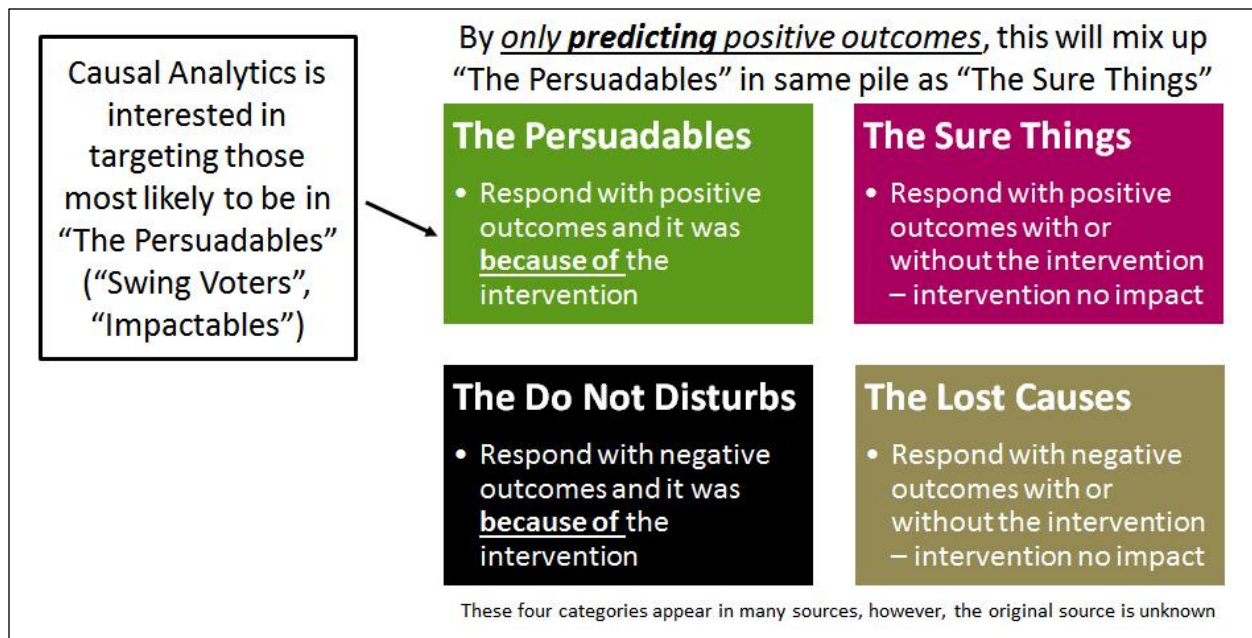 Causal Analytics is
interested in
targeting those
most likely to be in
“The Persuadables”
(“Swing Voters”,
“Impactables”)
By only predicting positive outcomes, this will mix up
“The Persuadables” in same pile as “The Sure Things”
The Persuadables
• Respond with positive
outcomes and it was
because of the
intervention
The Sure Things
• Respond with positive
outcomes with or
without the intervention
– intervention no impact
The Do Not Disturbs
• Respond with negative
outcomes and it was
because of the
intervention
The Lost Causes
• Respond with negative
outcomes with or
without the intervention
– intervention no impact
These four categories appear in many sources, however, the original source is unknown